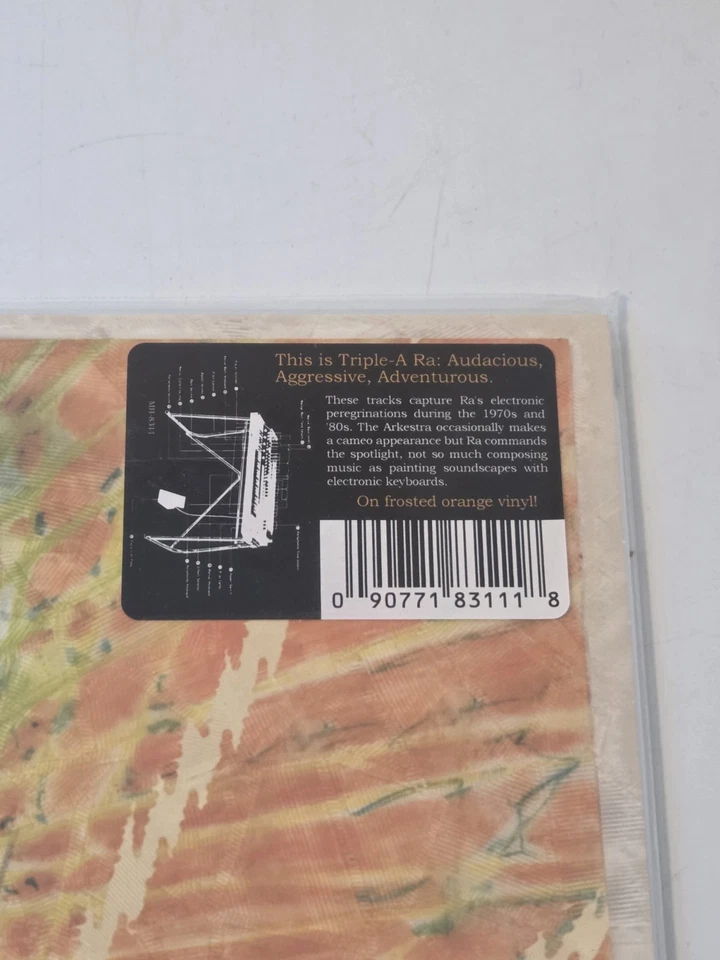 This is Triple-A Ra: Audacious,
Aggressive, Adventurous.
These tracks capture Ra's electronic
peregrinations during the 1970s and
'80s. The Arkestra occasionally makes
a cameo appearance but Ra commands
the spotlight, not so much composing
music as painting soundscapes with
electronic keyboards.
On frosted orange vinyl!
MH-8311
0 90771 83111 8